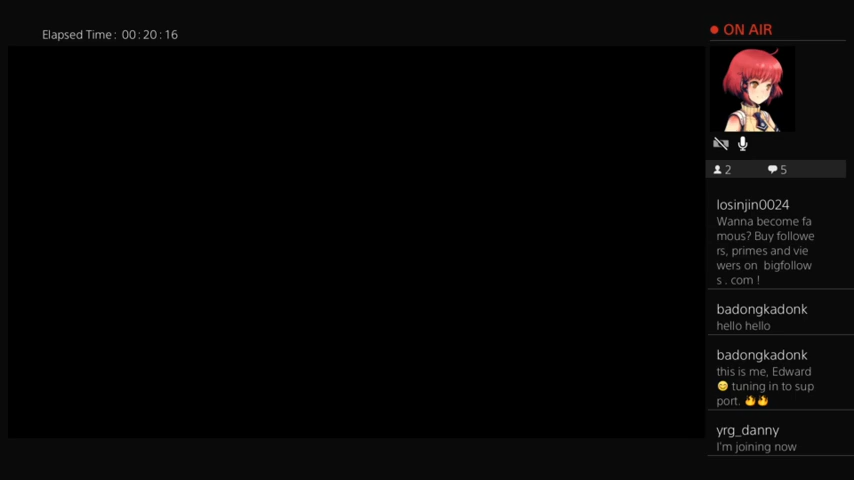 Elapsed Time: 00:20:16
ON AIR
2 5
losinjin0024
Wanna become fa
mous? Buy followe
rs, primes and vie
wers on bigfollow
s . com !
badongkadonk
hello hello
badongkadonk
this is me, Edward
😊 tuning in to sup
port. 🔥🔥
yrg_danny
I'm joining now